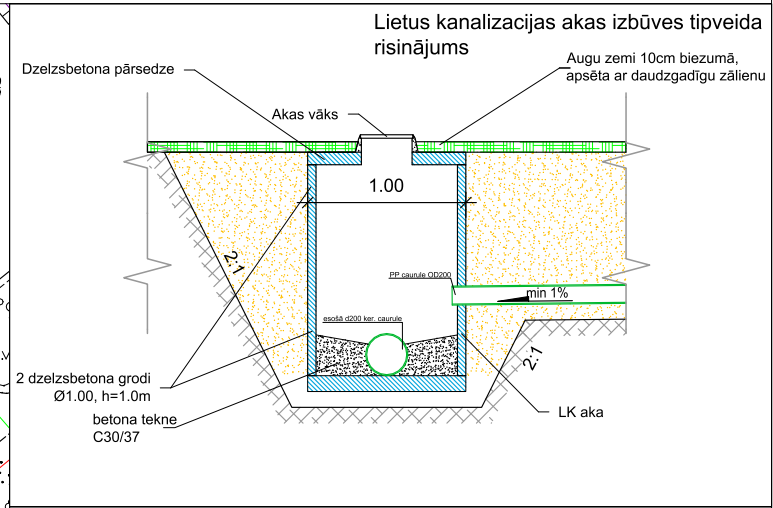 Lietus kanalizacijas akas izbūves tipveida
risinājums
Dzelzsbetona pārsedze
Augu zemi 10cm biezumā,
apsēta ar daudzgadīgu zālienu
Akas vāks
1.00
2:1
PP caurule OD200
min 1%
esošā d200 ker. caurule
2:1
2 dzelzsbetona grodi
Ø1.00, h=1.0m
betona tekne
C30/37
LK aka